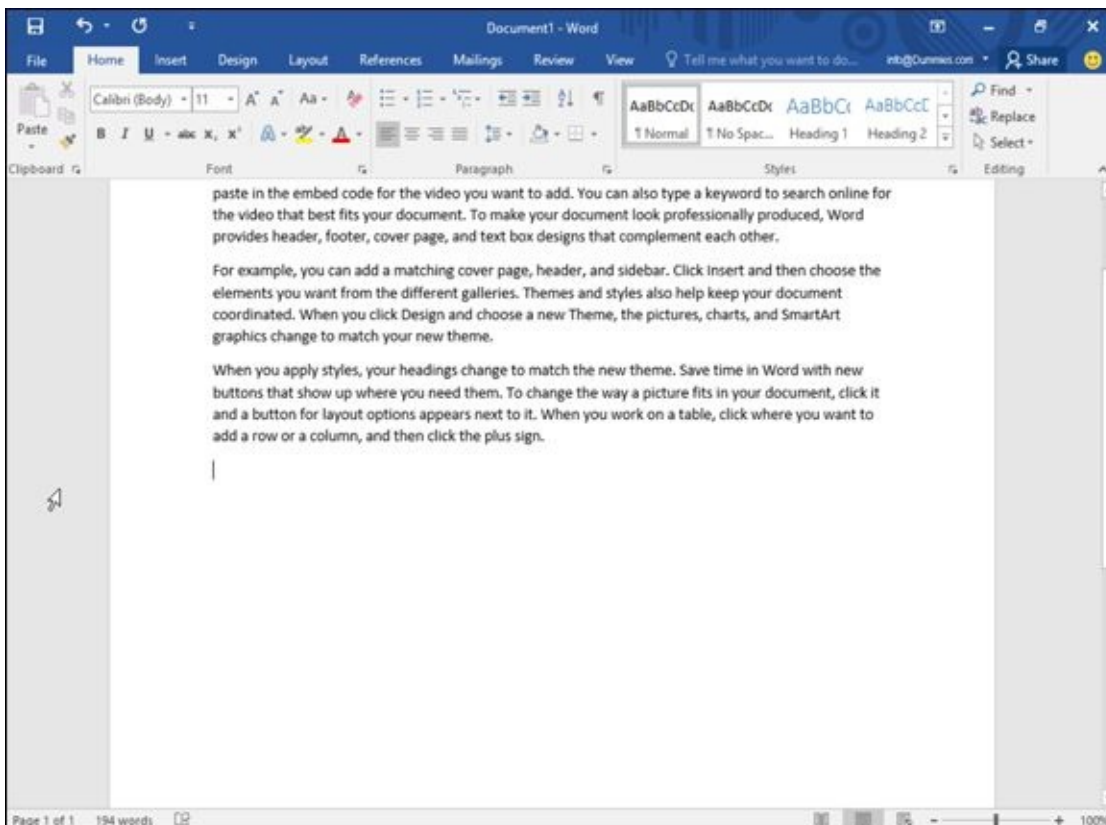 Document1 - Word
File Home Insert Design Layout References Mailings Review View Tell me what you want to do... info@Dummies.com Share
Calibri (Body) 11 A A Aa
Paste B I U abc X, X² A A
AaBbCcDc AaBbCcDc AaBbCc AaBbCcD
¶ Normal ¶ No Spac... Heading 1 Heading 2
Find
Replace
Select
Clipboard Font Paragraph Styles Editing
paste in the embed code for the video you want to add. You can also type a keyword to search online for
the video that best fits your document. To make your document look professionally produced, Word
provides header, footer, cover page, and text box designs that complement each other.
For example, you can add a matching cover page, header, and sidebar. Click Insert and then choose the
elements you want from the different galleries. Themes and styles also help keep your document
coordinated. When you click Design and choose a new Theme, the pictures, charts, and SmartArt
graphics change to match your new theme.
When you apply styles, your headings change to match the new theme. Save time in Word with new
buttons that show up where you need them. To change the way a picture fits in your document, click it
and a button for layout options appears next to it. When you work on a table, click where you want to
add a row or a column, and then click the plus sign.
Page 1 of 1 194 words 100%